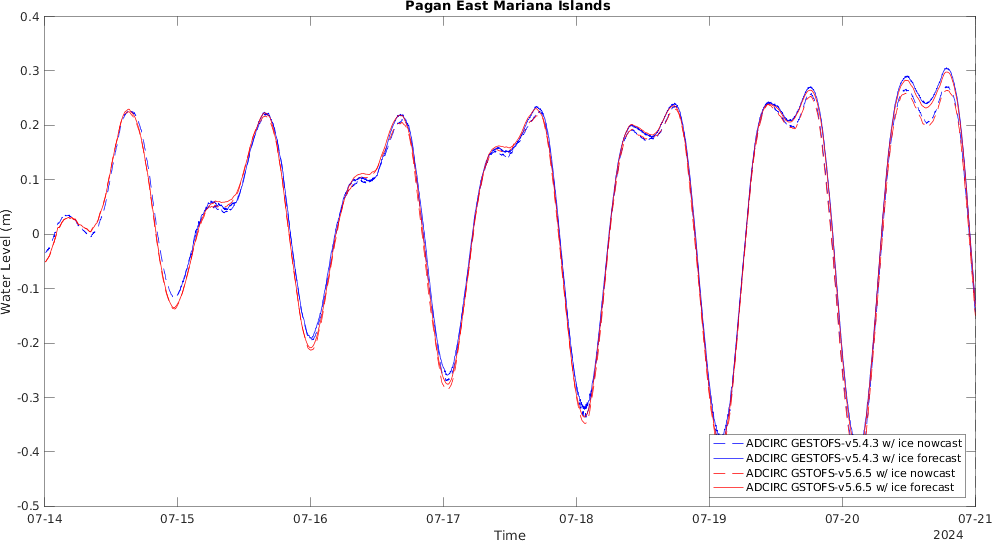 Pagan East Mariana Islands
0.4
0.3
0.2
0.1
0
-0.1
-0.2
-0.3
-0.4
-0.5
Water Level (m)
ADCIRC GESTOFS-v5.4.3 w/ ice nowcast
ADCIRC GESTOFS-v5.4.3 w/ ice forecast
ADCIRC GSTOFS-v5.6.5 w/ ice nowcast
ADCIRC GSTOFS-v5.6.5 w/ ice forecast
07-14 07-15 07-16 07-17 07-18 07-19 07-20 07-21
Time
2024